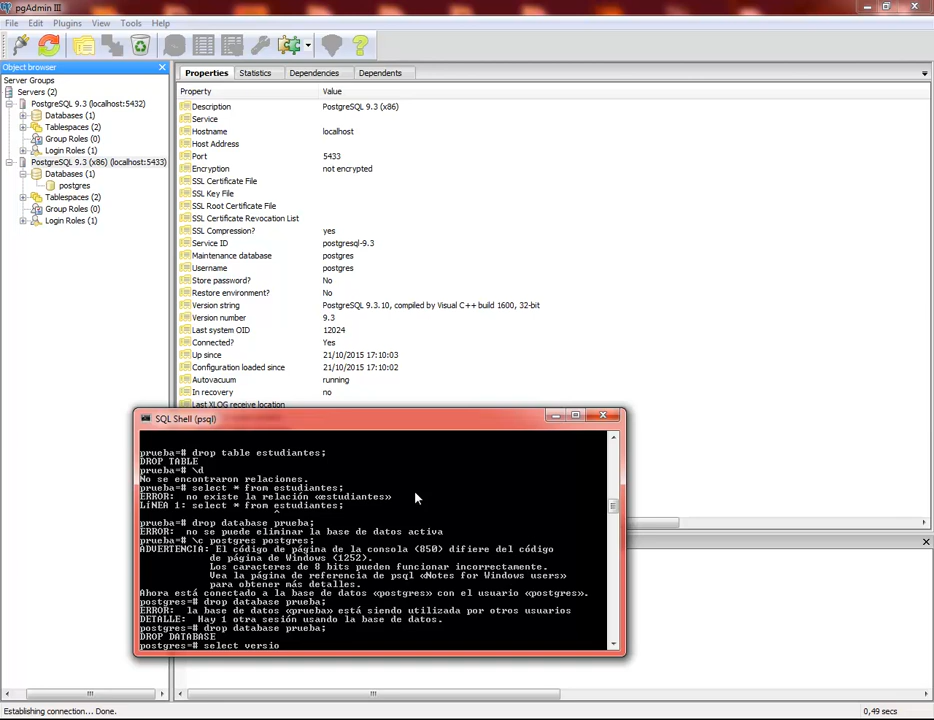 pgAdmin III
File Edit Plugins View Tools Help
Object browser
Server Groups
Servers (2)
PostgreSQL 9.3 (localhost:5432)
Databases (1)
Tablespaces (2)
Group Roles (0)
Login Roles (1)
PostgreSQL 9.3 (x86) (localhost:5433)
Databases (1)
postgres
Tablespaces (2)
Group Roles (0)
Login Roles (1)
Properties Statistics Dependencies Dependents
Property Value
Description PostgreSQL 9.3 (x86)
Service
Hostname localhost
Host Address
Port 5433
Encryption not encrypted
SSL Certificate File
SSL Key File
SSL Root Certificate File
SSL Certificate Revocation List
SSL Compression? yes
Service ID postgresql-9.3
Maintenance database postgres
Username postgres
Store password? No
Restore environment? No
Version string PostgreSQL 9.3.10, compiled by Visual C++ build 1600, 32-bit
Version number 9.3
Last system OID 12024
Connected? Yes
Up since 21/10/2015 17:10:03
Configuration loaded since 21/10/2015 17:10:02
Autovacuum running
In recovery no
Last XLOG receive location
SQL Shell (psql)
prueba=# drop table estudiantes;
DROP TABLE
prueba=# \d
No se encontraron relaciones.
prueba=# select * from estudiantes;
ERROR: no existe la relación «estudiantes»
LÍNEA 1: select * from estudiantes;
^
prueba=# drop database prueba;
ERROR: no se puede eliminar la base de datos activa
prueba=# \c postgres postgres;
ADVERTENCIA: El código de página de la consola (850) difiere del código
de página de Windows (1252).
Los caracteres de 8 bits pueden funcionar incorrectamente.
Vea la página de referencia de psql «Notes for Windows users»
para obtener más detalles.
Ahora está conectado a la base de datos «postgres» con el usuario «postgres».
postgres=# drop database prueba;
ERROR: la base de datos «prueba» está siendo utilizada por otros usuarios
DETALLE: Hay 1 otra sesión usando la base de datos.
postgres=# drop database prueba;
DROP DATABASE
postgres=# select versio
Establishing connection... Done.
0,49 secs